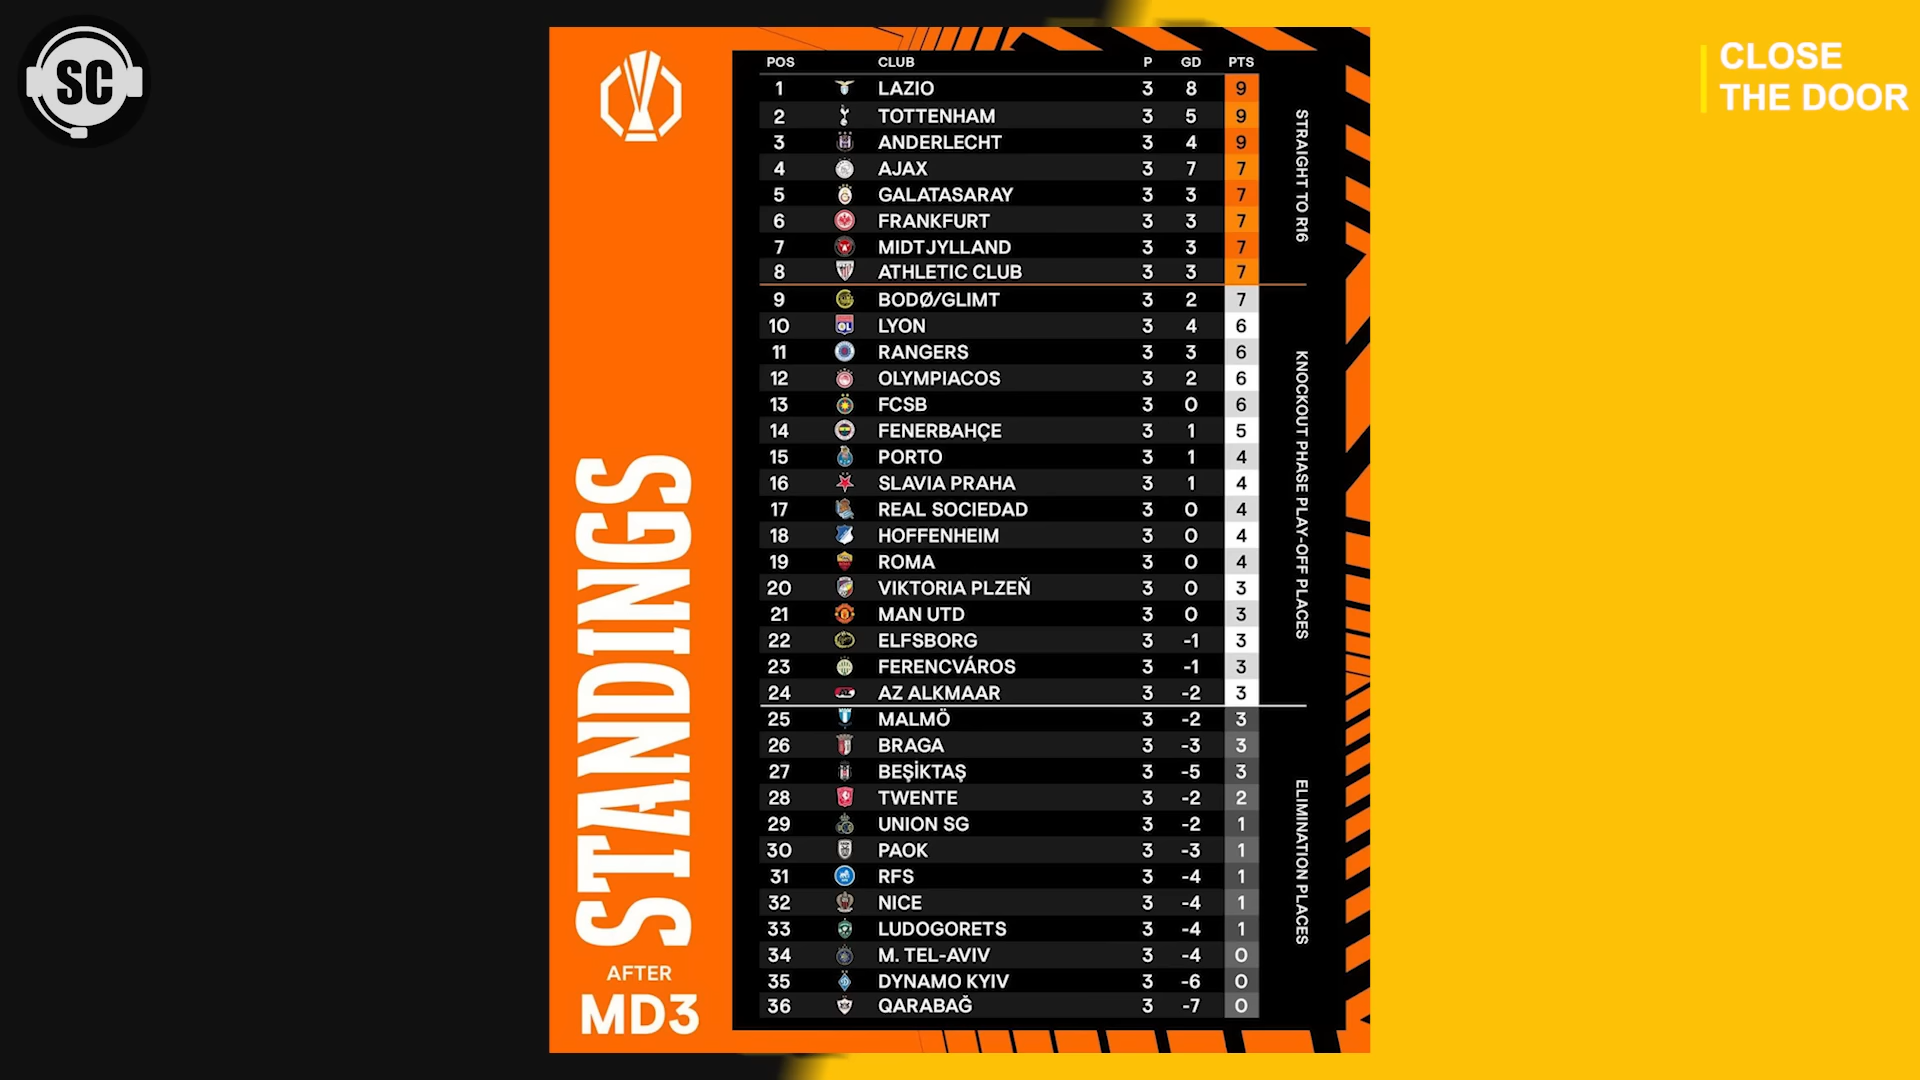 SC
CLOSE
THE DOOR
POS CLUB P GD PTS
1 LAZIO 3 8 9
2 TOTTENHAM 3 5 9
3 ANDERLECHT 3 4 9
4 AJAX 3 7 7
5 GALATASARAY 3 3 7
6 FRANKFURT 3 3 7
7 MIDTJYLLAND 3 3 7
8 ATHLETIC CLUB 3 3 7
STRAIGHT TO R16
9 BODØ/GLIMT 3 2 7
10 LYON 3 4 6
11 RANGERS 3 3 6
12 OLYMPIACOS 3 2 6
13 FCSB 3 0 6
14 FENERBAHÇE 3 1 5
15 PORTO 3 1 4
16 SLAVIA PRAHA 3 1 4
17 REAL SOCIEDAD 3 0 4
18 HOFFENHEIM 3 0 4
19 ROMA 3 0 4
20 VIKTORIA PLZEŇ 3 0 3
21 MAN UTD 3 0 3
22 ELFSBORG 3 -1 3
23 FERENCVÁROS 3 -1 3
24 AZ ALKMAAR 3 -2 3
KNOCKOUT PHASE PLAY-OFF PLACES
25 MALMÖ 3 -2 3
26 BRAGA 3 -3 3
27 BEŞİKTAŞ 3 -5 3
28 TWENTE 3 -2 2
29 UNION SG 3 -2 1
30 PAOK 3 -3 1
31 RFS 3 -4 1
32 NICE 3 -4 1
33 LUDOGORETS 3 -4 1
34 M. TEL-AVIV 3 -4 0
35 DYNAMO KYIV 3 -6 0
36 QARABAĞ 3 -7 0
ELIMINATION PLACES
STANDINGS
AFTER
MD3